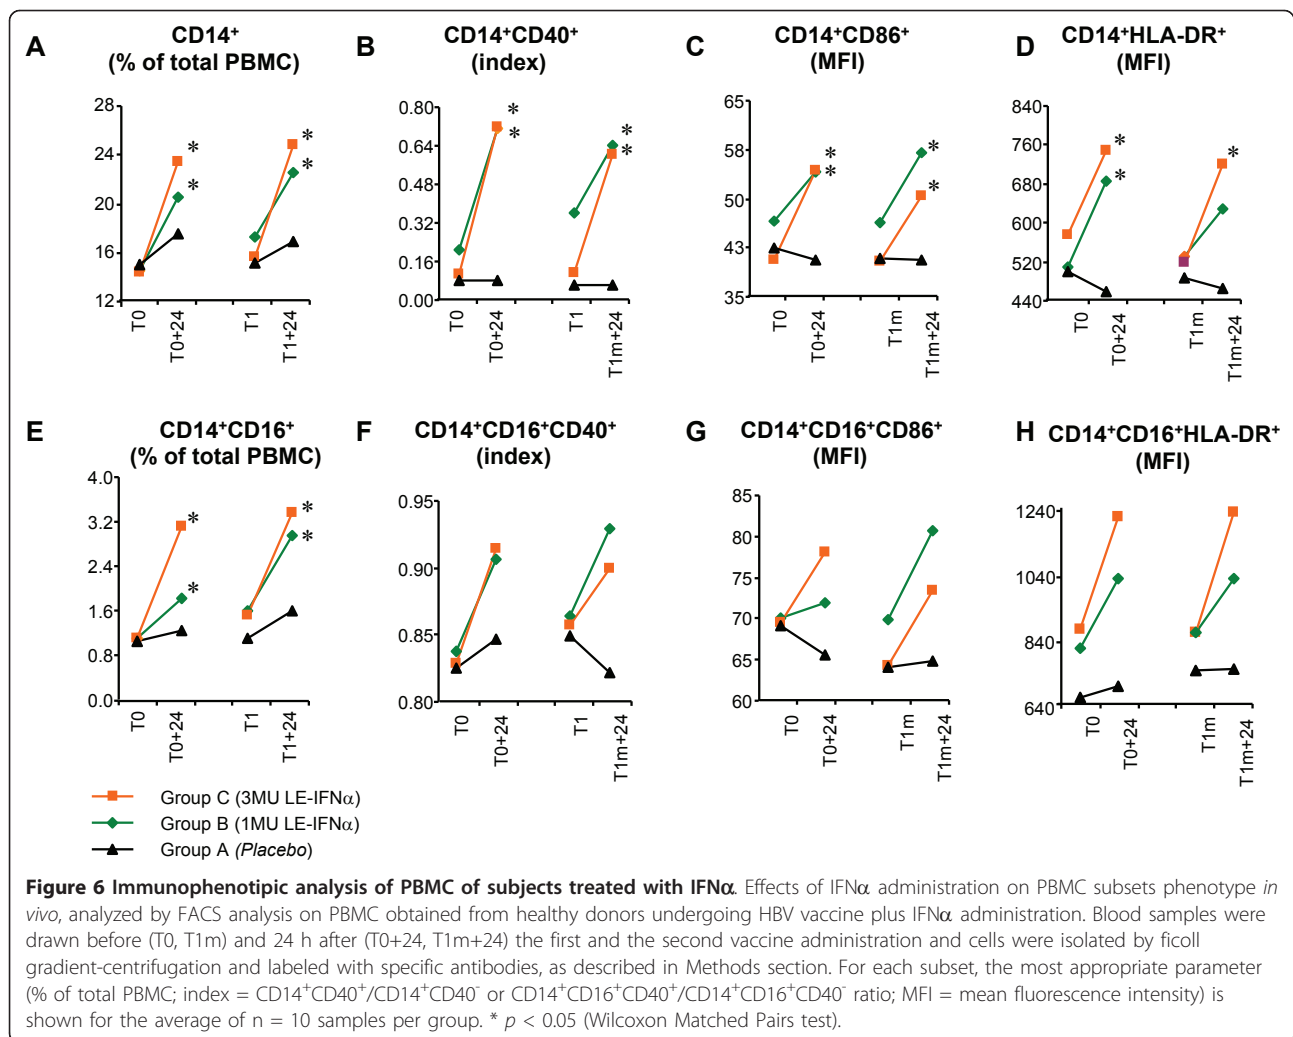 A CD14+ (% of total PBMC)
28
24
20
16
12
* * * *
T0 T0+24 T1 T1+24
B CD14+CD40+ (index)
0.80
0.64
0.48
0.32
0.16
0.00
* * * *
T0 T0+24 T1 T1m+24
C CD14+CD86+ (MFI)
65
58
50
43
35
* * * *
T0 T0+24 T1m T1m+24
D CD14+HLA-DR+ (MFI)
840
760
680
600
520
440
* * *
T0 T0+24 T1m T1m+24
E CD14+CD16+ (% of total PBMC)
4.0
3.2
2.4
1.6
0.8
0.0
* * * *
T0 T0+24 T1 T1+24
F CD14+CD16+CD40+ (index)
0.95
0.90
0.85
0.80
T0 T0+24 T1 T1m+24
G CD14+CD16+CD86+ (MFI)
85
80
75
70
65
60
T0 T0+24 T1m T1m+24
H CD14+CD16+HLA-DR+ (MFI)
1240
1040
840
640
T0 T0+24 T1m T1m+24
Group C (3MU LE-IFNα)
Group B (1MU LE-IFNα)
Group A (Placebo)
Figure 6 Immunophenotipic analysis of PBMC of subjects treated with IFNα. Effects of IFNα administration on PBMC subsets phenotype in
vivo, analyzed by FACS analysis on PBMC obtained from healthy donors undergoing HBV vaccine plus IFNα administration. Blood samples were
drawn before (T0, T1m) and 24 h after (T0+24, T1m+24) the first and the second vaccine administration and cells were isolated by ficoll
gradient-centrifugation and labeled with specific antibodies, as described in Methods section. For each subset, the most appropriate parameter
(% of total PBMC; index = CD14+CD40+/CD14+CD40- or CD14+CD16+CD40+/CD14+CD16+CD40- ratio; MFI = mean fluorescence intensity) is
shown for the average of n = 10 samples per group. * p < 0.05 (Wilcoxon Matched Pairs test).